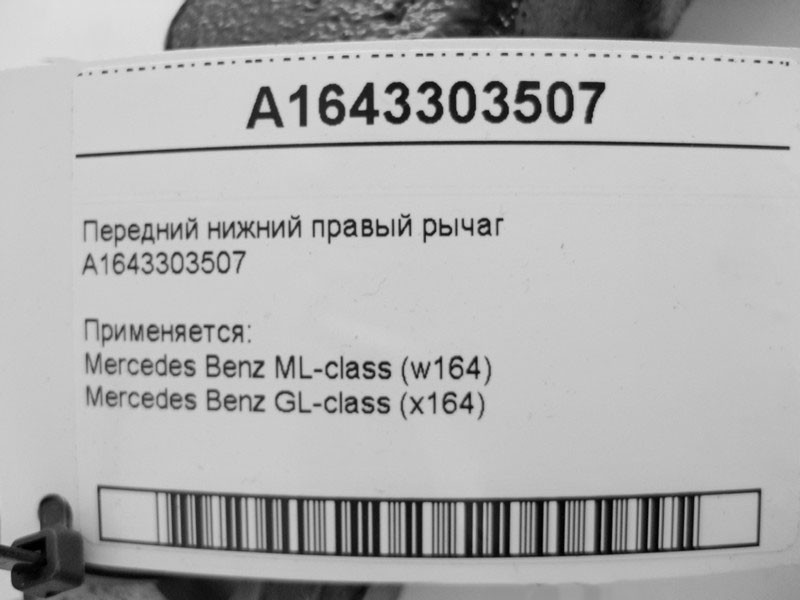 A1643303507
Передний нижний правый рычаг
A1643303507
Применяется:
Mercedes Benz ML-class (w164)
Mercedes Benz GL-class (x164)